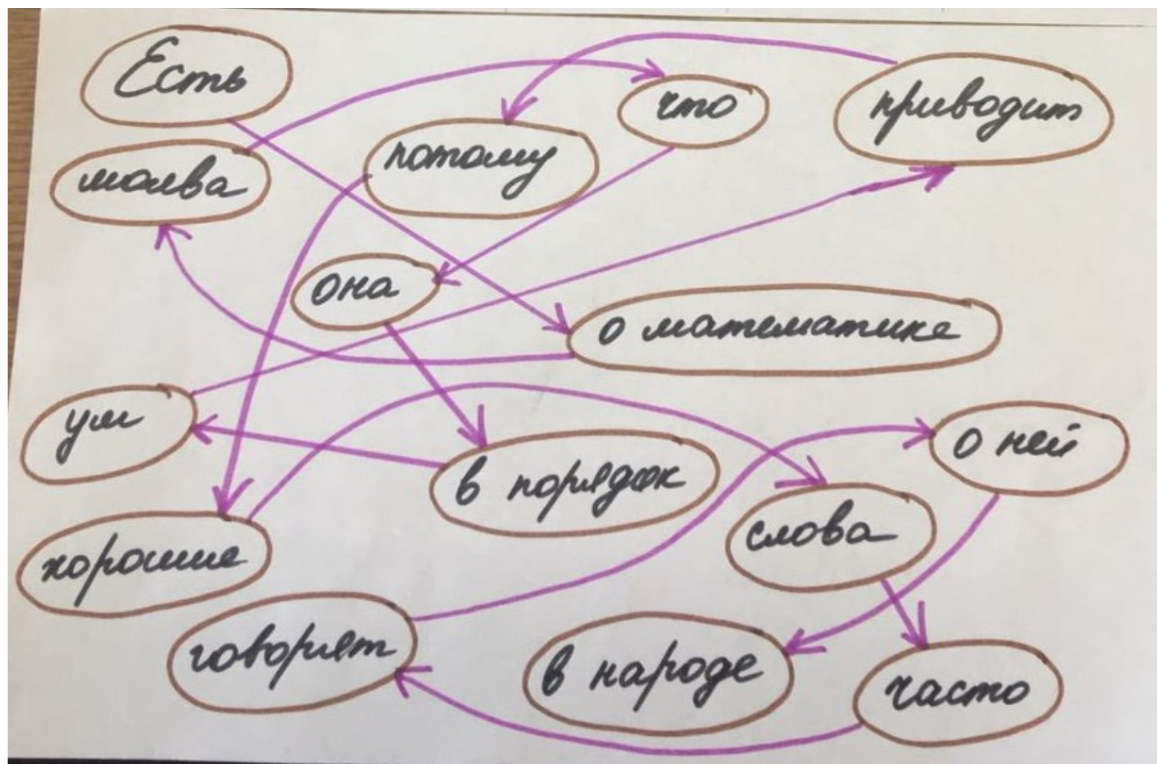 Есть
что
приводит
молва
потому
она
о математике
ум
в порядок
о ней
хорошие
слова
говорят
в народе
часто